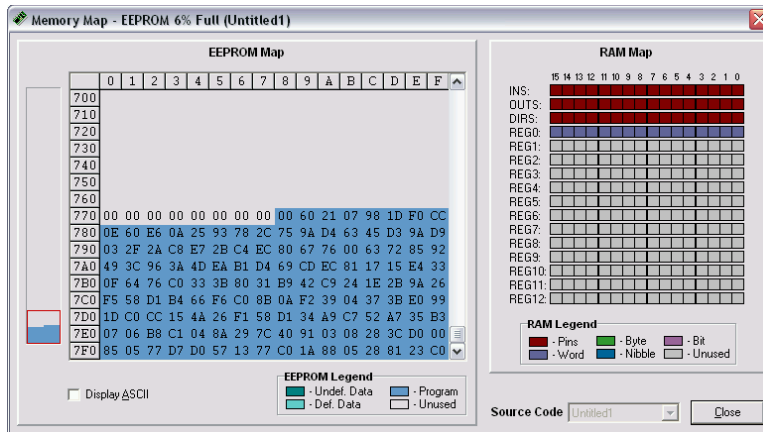 Memory Map - EEPROM 6% Full (Untitled1)
EEPROM Map
0 1 2 3 4 5 6 7 8 9 A B C D E F
700
710
720
730
740
750
760
770 00 00 00 00 00 00 00 00 00 60 21 07 98 1D F0 CC
780 0E 60 E6 0A 25 93 78 2C 75 9A D4 63 45 D3 9A D9
790 03 2F 2A C8 E7 2B C4 EC 80 67 76 00 63 72 85 92
7A0 49 3C 96 3A 4D EA B1 D4 69 CD EC 81 17 15 E4 33
7B0 0F 64 76 C0 33 3B 80 31 B9 42 C9 24 1E 2B 9A 26
7C0 F5 58 D1 B4 66 F6 C0 8B 0A F2 39 04 37 3B E0 99
7D0 1D C0 CC 15 4A 26 F1 58 D1 34 A9 C7 52 A7 35 B3
7E0 07 06 B8 C1 04 8A 29 7C 40 91 03 08 28 3C D0 00
7F0 85 05 77 D7 D0 57 13 77 C0 1A 88 05 28 81 23 C0
Display ASCII
EEPROM Legend
- Undef. Data - Program
- Def. Data - Unused
RAM Map
15 14 13 12 11 10 9 8 7 6 5 4 3 2 1 0
INS:
OUTS:
DIRS:
REG0:
REG1:
REG2:
REG3:
REG4:
REG5:
REG6:
REG7:
REG8:
REG9:
REG10:
REG11:
REG12:
RAM Legend
- Pins - Byte - Bit
- Word - Nibble - Unused
Source Code Untitled1 Close